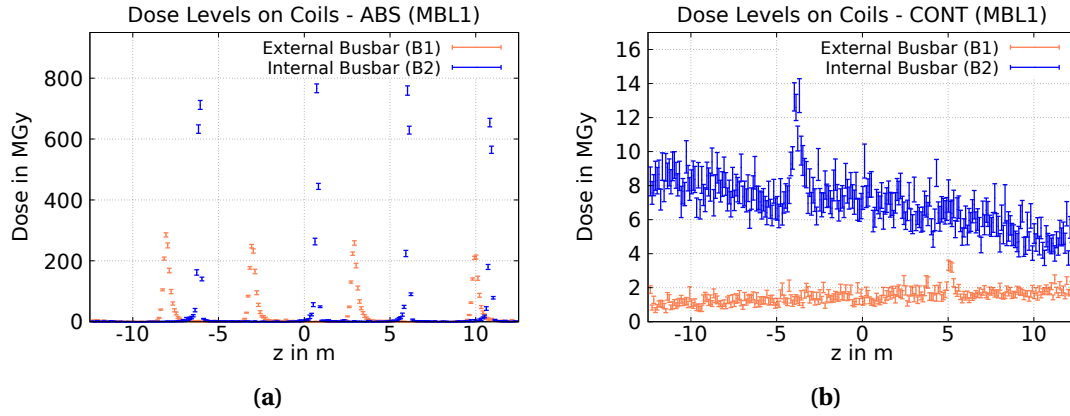 Dose Levels on Coils - ABS (MBL1)
External Busbar (B1)
Internal Busbar (B2)
800
600
400
200
0
Dose in MGy
-10
-5
0
5
10
z in m
(a)
Dose Levels on Coils - CONT (MBL1)
External Busbar (B1)
Internal Busbar (B2)
16
14
12
10
8
6
4
2
0
Dose in MGy
-10
-5
0
5
10
z in m
(b)